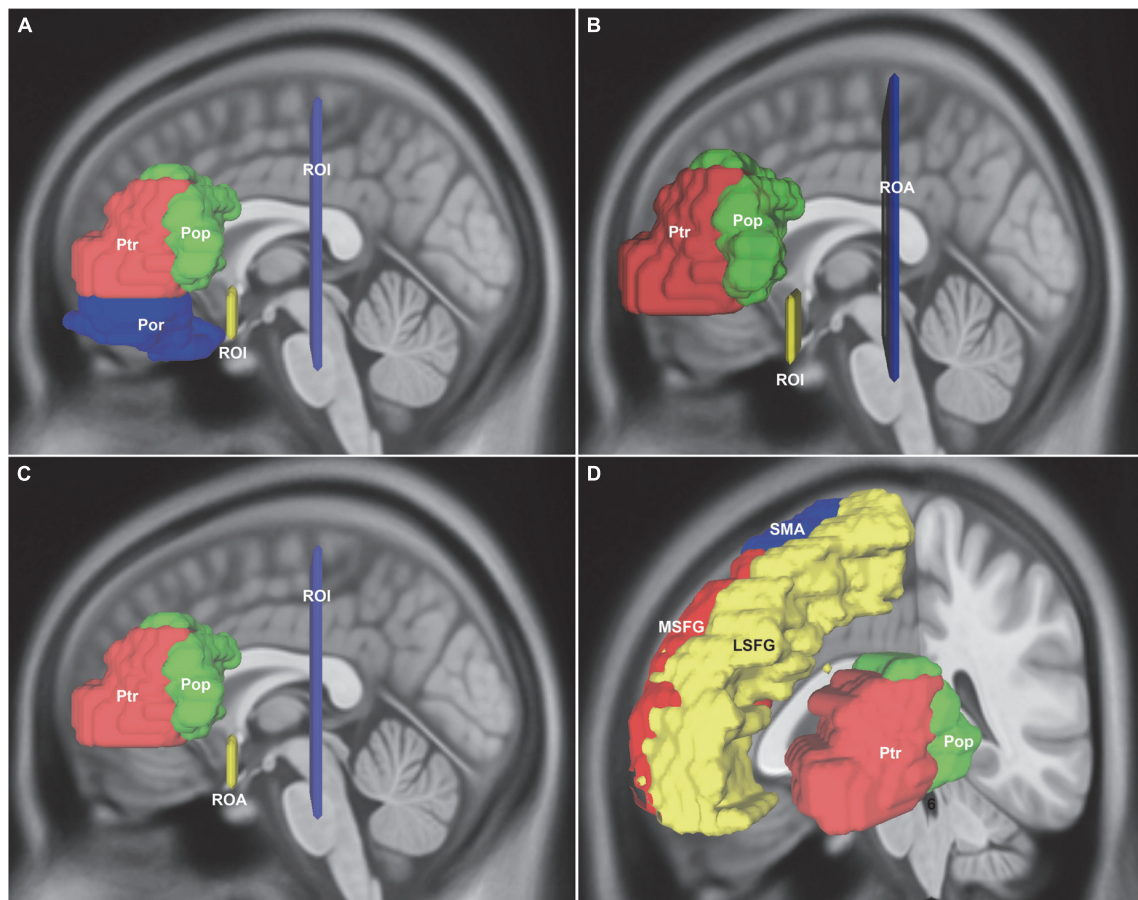 A
ROI
Ptr
Pop
Por
ROI
B
ROA
Ptr
Pop
ROI
C
ROI
Ptr
Pop
ROA
D
SMA
MSFG
LSFG
Ptr
Pop
6